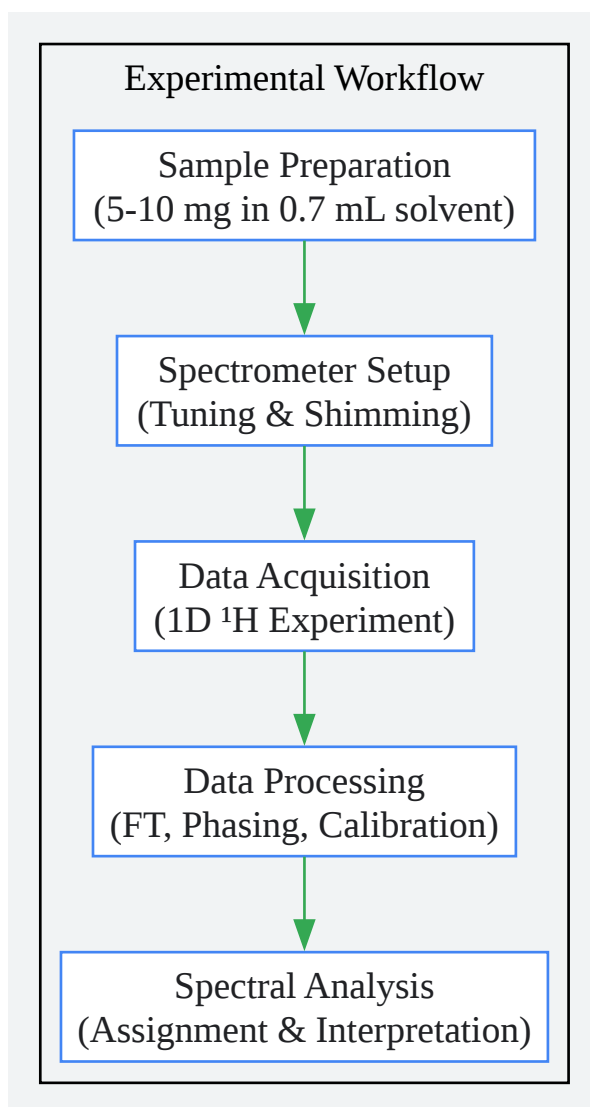 Experimental Workflow
Sample Preparation
(5-10 mg in 0.7 mL solvent)
Spectrometer Setup
(Tuning & Shimming)
Data Acquisition
(1D ¹H Experiment)
Data Processing
(FT, Phasing, Calibration)
Spectral Analysis
(Assignment & Interpretation)